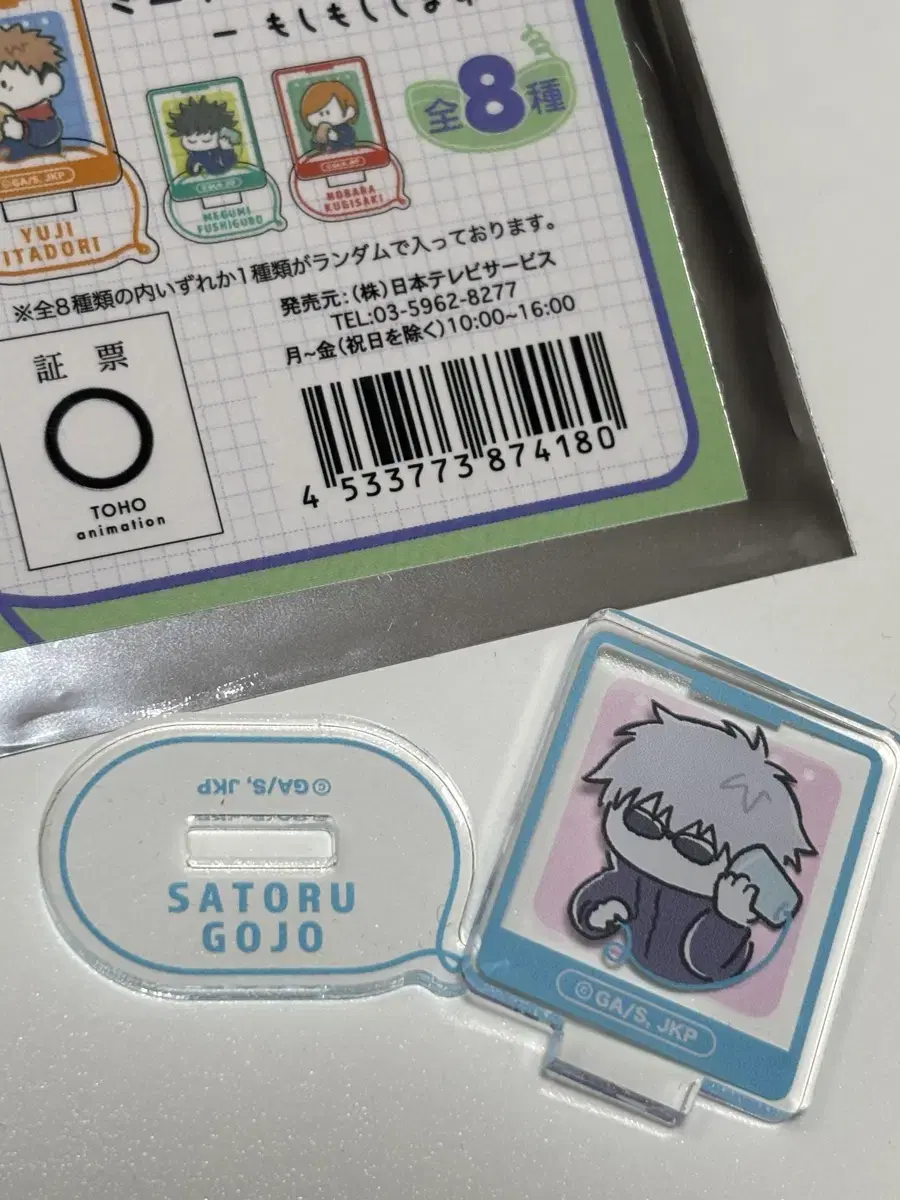 ー もしもしします
全8種
©GA/S, JKP
YUJI
ITADORI
MEGUMI
FUSHIGURO
NOBARA
KUGISAKI
※全8種類の内いずれか1種類がランダムで入っております。
発売元:(株)日本テレビサービス
TEL:03-5962-8277
月~金(祝日を除く)10:00~16:00
証 票
TOHO
animation
4 533773 874180
©GA/S, JKP
SATORU
GOJO
©GA/S, JKP